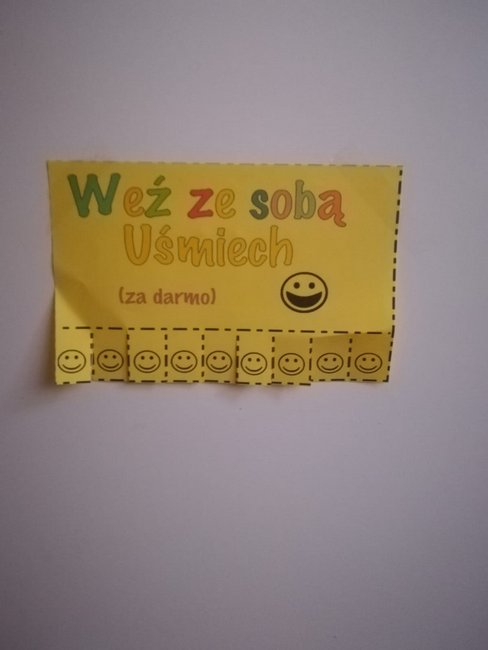 Weź ze sobą
Uśmiech
(za darmo)